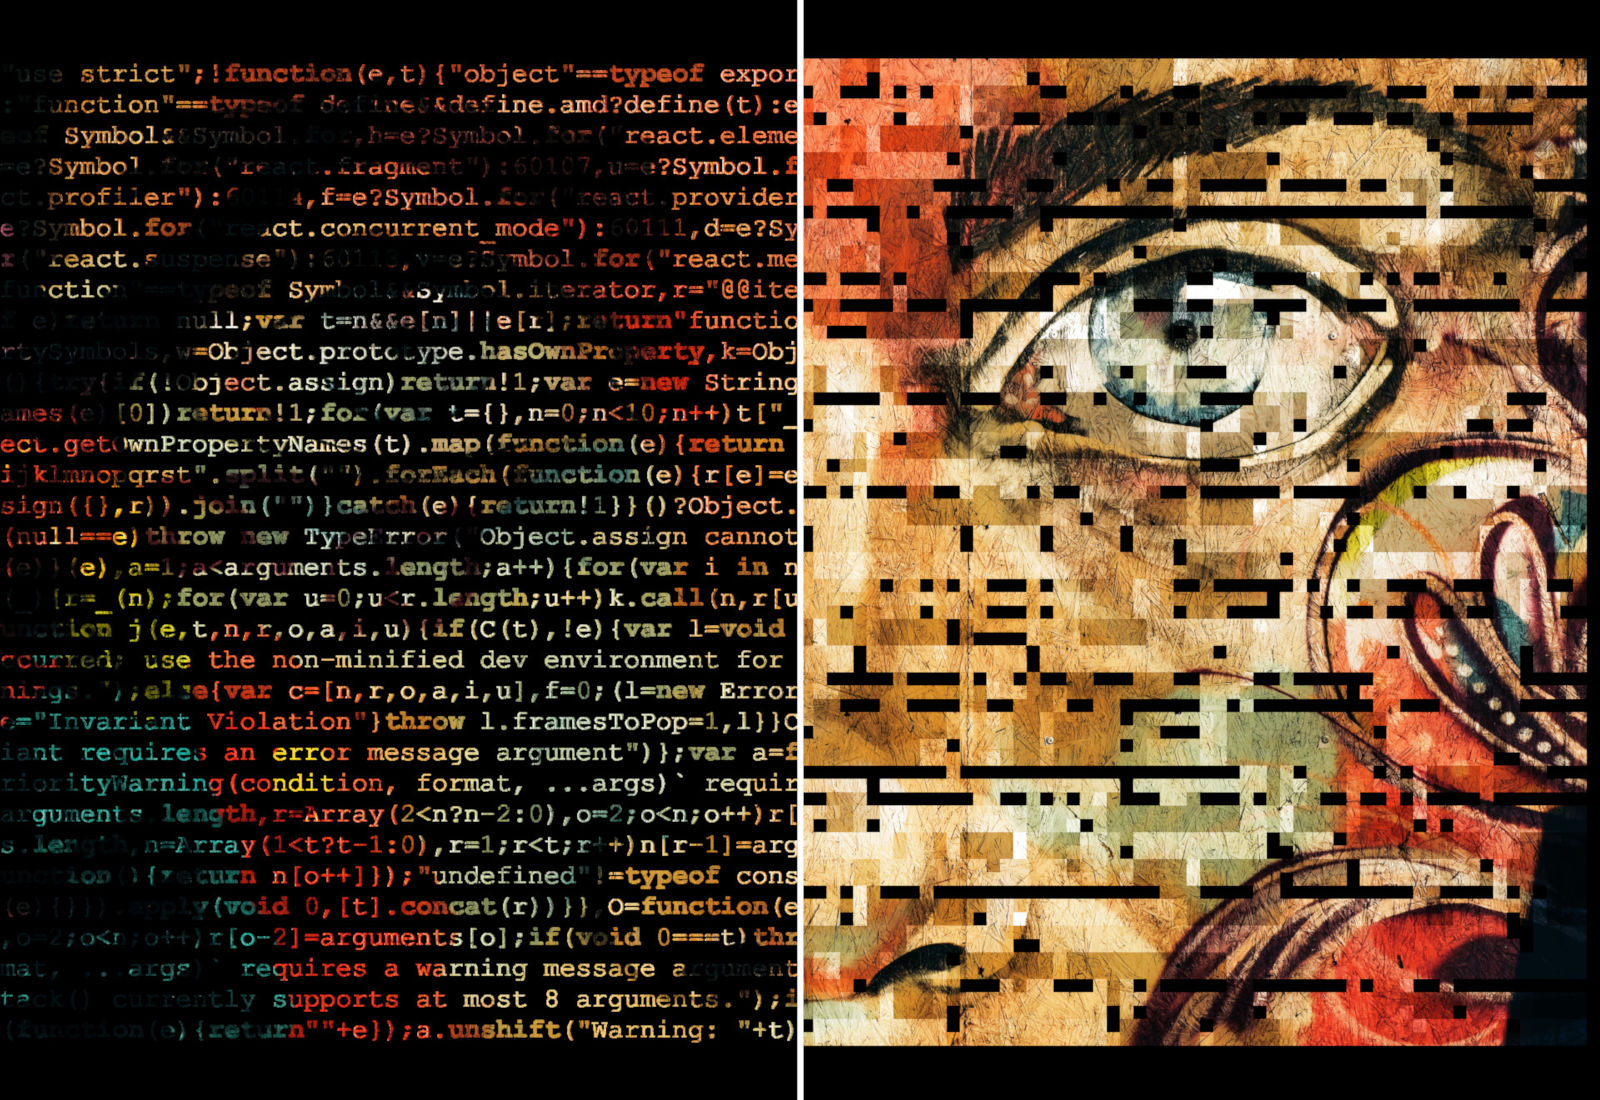 "use strict";!function(e,t){"object"==typeof expor
:"function"==typeof define&&define.amd?define(t):e
eof Symbol&&Symbol.for,h=e?Symbol.for("react.eleme
=e?Symbol.for("react.fragment"):60107,u=e?Symbol.f
ct.profiler"):60114,f=e?Symbol.for("react.provider
e?Symbol.for("react.concurrent_mode"):60111,d=e?Sy
r("react.suspense"):60113,v=e?Symbol.for("react.me
function"==typeof Symbol&&Symbol.iterator,r="@@ite
f e)return null;var t=n&&e[n]||e[r];return"functio
rtySymbols,w=Object.prototype.hasOwnProperty,k=Obj
(){try{if(!Object.assign)return!1;var e=new String
ames(e)[0])return!1;for(var t={},n=0;n<10;n++)t["_
ect.getOwnPropertyNames(t).map(function(e){return
ijklmnopqrst".split("").forEach(function(e){r[e]=e
sign({},r)).join("")}catch(e){return!1}}()?Object.
(null==e)throw new TypeError("Object.assign cannot
(e)}(e),a=1;a<arguments.length;a++){for(var i in n
(_){r=_(n);for(var u=0;u<r.length;u++)k.call(n,r[u
unction j(e,t,n,r,o,a,i,u){if(C(t),!e){var l=void
ccurred; use the non-minified dev environment for
nings.");else{var c=[n,r,o,a,i,u],f=0;(l=new Error
e="Invariant Violation"}throw l.framesToPop=1,l}}C
iant requires an error message argument")};var a=f
riorityWarning(condition, format, ...args)` requir
arguments.length,r=Array(2<n?n-2:0),o=2;o<n;o++)r[
s.length,n=Array(1<t?t-1:0),r=1;r<t;r++)n[r-1]=arg
unction(){return n[o++]});"undefined"!=typeof cons
(e){}}).apply(void 0,[t].concat(r))}},O=function(e
,o=2;o<n;o++)r[o-2]=arguments[o];if(void 0===t)thr
mat, ...args)` requires a warning message argument
tack() currently supports at most 8 arguments.");i
(function(e){return""+e});a.unshift("Warning: "+t)